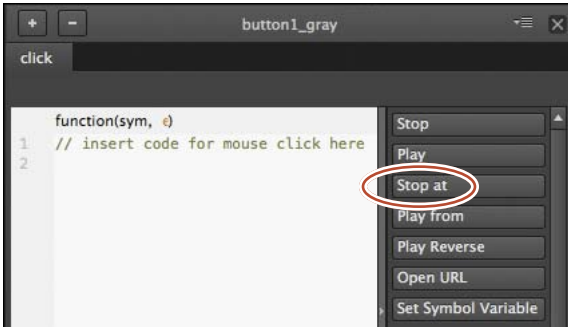 + - button1_gray
click
function(sym, e)
1 // insert code for mouse click here
2
Stop
Play
Stop at
Play from
Play Reverse
Open URL
Set Symbol Variable